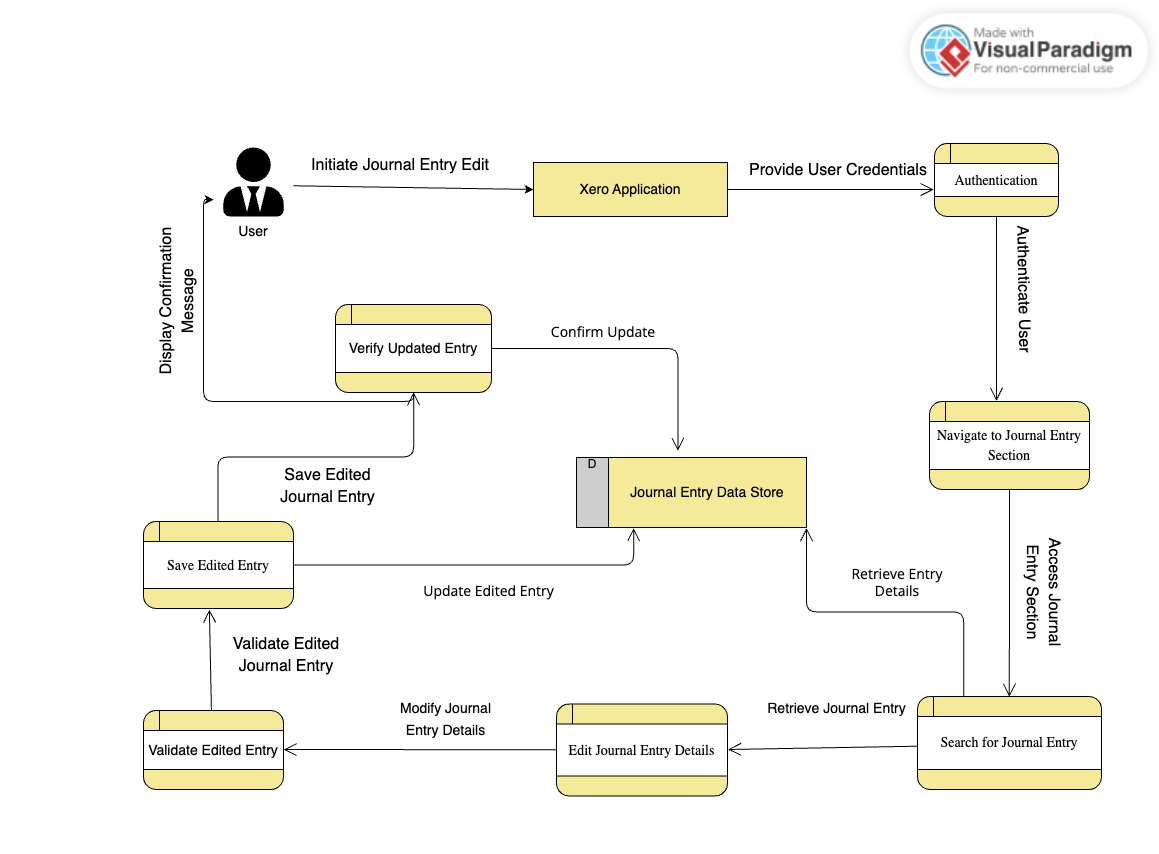 Made with
VisualParadigm
For non-commercial use
Initiate Journal Entry Edit
Xero Application
Provide User Credentials
Authentication
User
Authenticate User
Display Confirmation
Message
Verify Updated Entry
Confirm Update
Navigate to Journal Entry
Section
D
Journal Entry Data Store
Save Edited
Journal Entry
Save Edited Entry
Update Edited Entry
Retrieve Entry
Details
Access Journal
Entry Section
Validate Edited
Journal Entry
Modify Journal
Entry Details
Retrieve Journal Entry
Validate Edited Entry
Edit Journal Entry Details
Search for Journal Entry